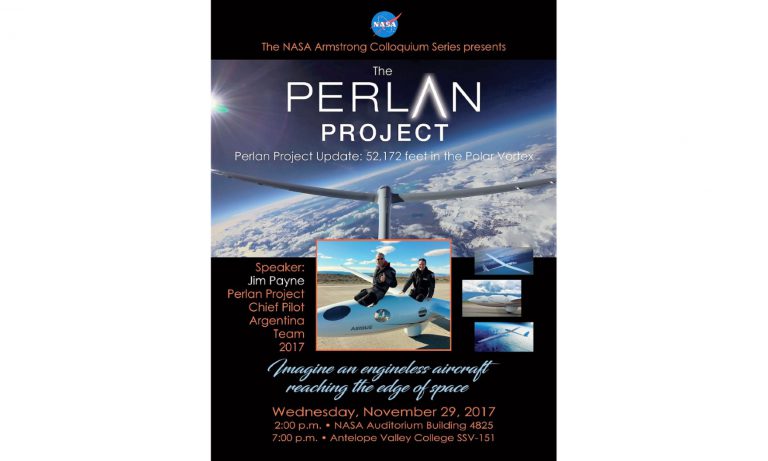 NASA
The NASA Armstrong Colloquium Series presents
The
PERLAN
PROJECT
Perlan Project Update: 52,172 feet in the Polar Vortex
Speaker:
Jim Payne
Perlan Project
Chief Pilot
Argentina
Team
2017
AIRBUS
Imagine an engineless aircraft
reaching the edge of space
Wednesday, November 29, 2017
2:00 p.m. • NASA Auditorium Building 4825
7:00 p.m. • Antelope Valley College SSV-151